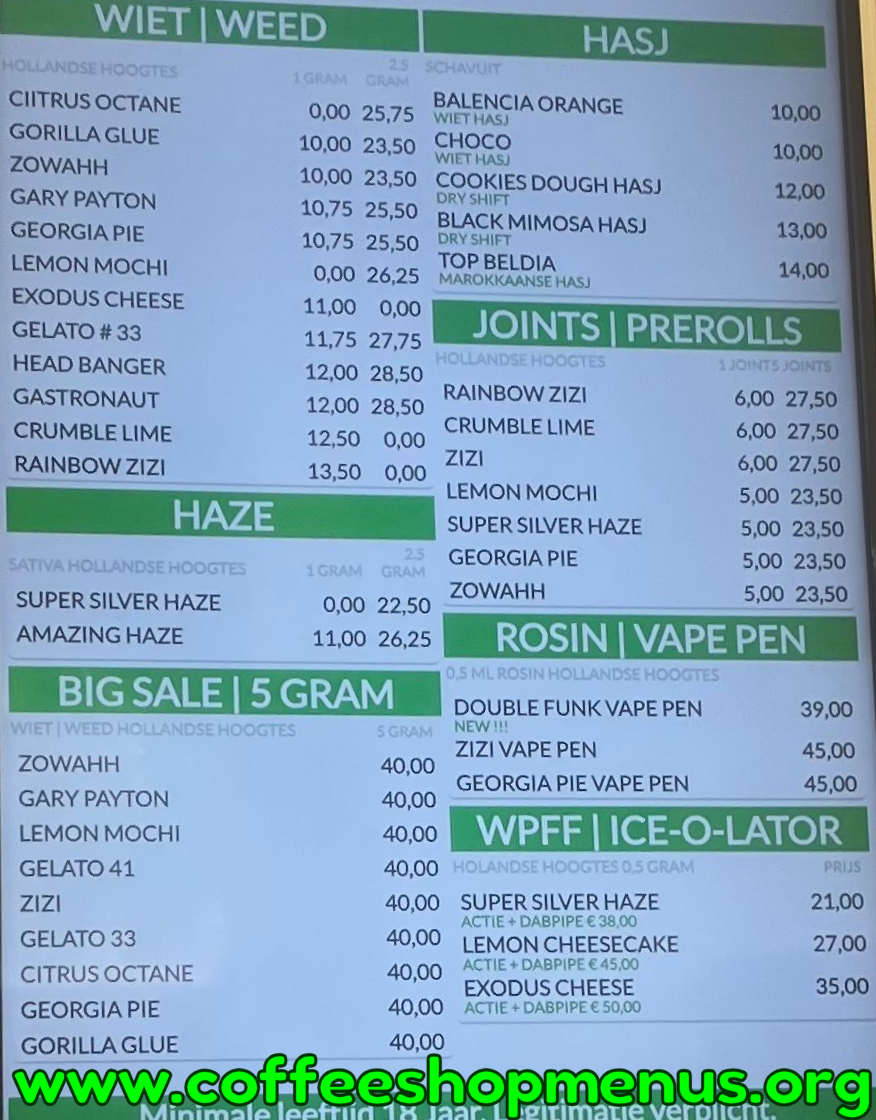 WIET | WEED
HOLLANDSE HOOGTES 1 GRAM 2.5 GRAM
CIITRUS OCTANE 0,00 25,75
GORILLA GLUE 10,00 23,50
ZOWAHH 10,00 23,50
GARY PAYTON 10,75 25,50
GEORGIA PIE 10,75 25,50
LEMON MOCHI 0,00 26,25
EXODUS CHEESE 11,00 0,00
GELATO # 33 11,75 27,75
HEAD BANGER 12,00 28,50
GASTRONAUT 12,00 28,50
CRUMBLE LIME 12,50 0,00
RAINBOW ZIZI 13,50 0,00
HAZE
SATIVA HOLLANDSE HOOGTES 1 GRAM 2.5 GRAM
SUPER SILVER HAZE 0,00 22,50
AMAZING HAZE 11,00 26,25
BIG SALE | 5 GRAM
WIET | WEED HOLLANDSE HOOGTES 5 GRAM
ZOWAHH 40,00
GARY PAYTON 40,00
LEMON MOCHI 40,00
GELATO 41 40,00
ZIZI 40,00
GELATO 33 40,00
CITRUS OCTANE 40,00
GEORGIA PIE 40,00
GORILLA GLUE 40,00
HASJ
SCHAVUIT
BALENCIA ORANGE 10,00
WIET HASJ
CHOCO 10,00
WIET HASJ
COOKIES DOUGH HASJ 12,00
DRY SHIFT
BLACK MIMOSA HASJ 13,00
DRY SHIFT
TOP BELDIA 14,00
MAROKKAANSE HASJ
JOINTS | PREROLLS
HOLLANDSE HOOGTES 1 JOINT5 JOINTS
RAINBOW ZIZI 6,00 27,50
CRUMBLE LIME 6,00 27,50
ZIZI 6,00 27,50
LEMON MOCHI 5,00 23,50
SUPER SILVER HAZE 5,00 23,50
GEORGIA PIE 5,00 23,50
ZOWAHH 5,00 23,50
ROSIN | VAPE PEN
0,5 ML ROSIN HOLLANDSE HOOGTES
DOUBLE FUNK VAPE PEN 39,00
NEW !!!
ZIZI VAPE PEN 45,00
GEORGIA PIE VAPE PEN 45,00
WPFF | ICE-O-LATOR
HOLANDSE HOOGTES 0,5 GRAM PRIJS
SUPER SILVER HAZE 21,00
ACTIE + DABPIPE € 38,00
LEMON CHEESECAKE 27,00
ACTIE + DABPIPE € 45,00
EXODUS CHEESE 35,00
ACTIE + DABPIPE € 50,00
www.coffeeshopmenus.org
Minimale leeftijd 18 jaar. Legitimatie verplicht